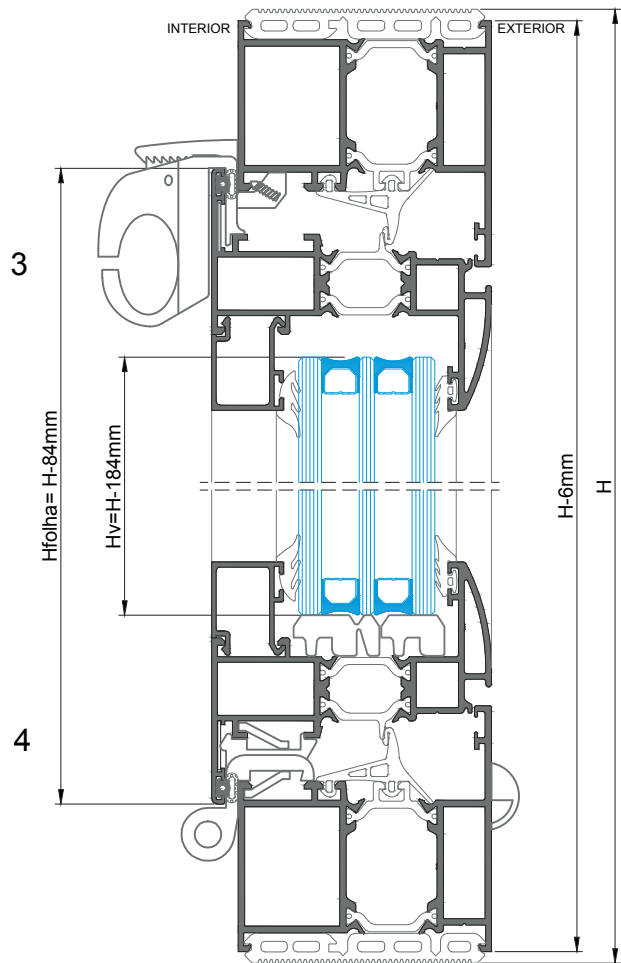 INTERIOR
EXTERIOR
3
Hfolha= H-84mm
Hv=H-184mm
H-6mm
H
4